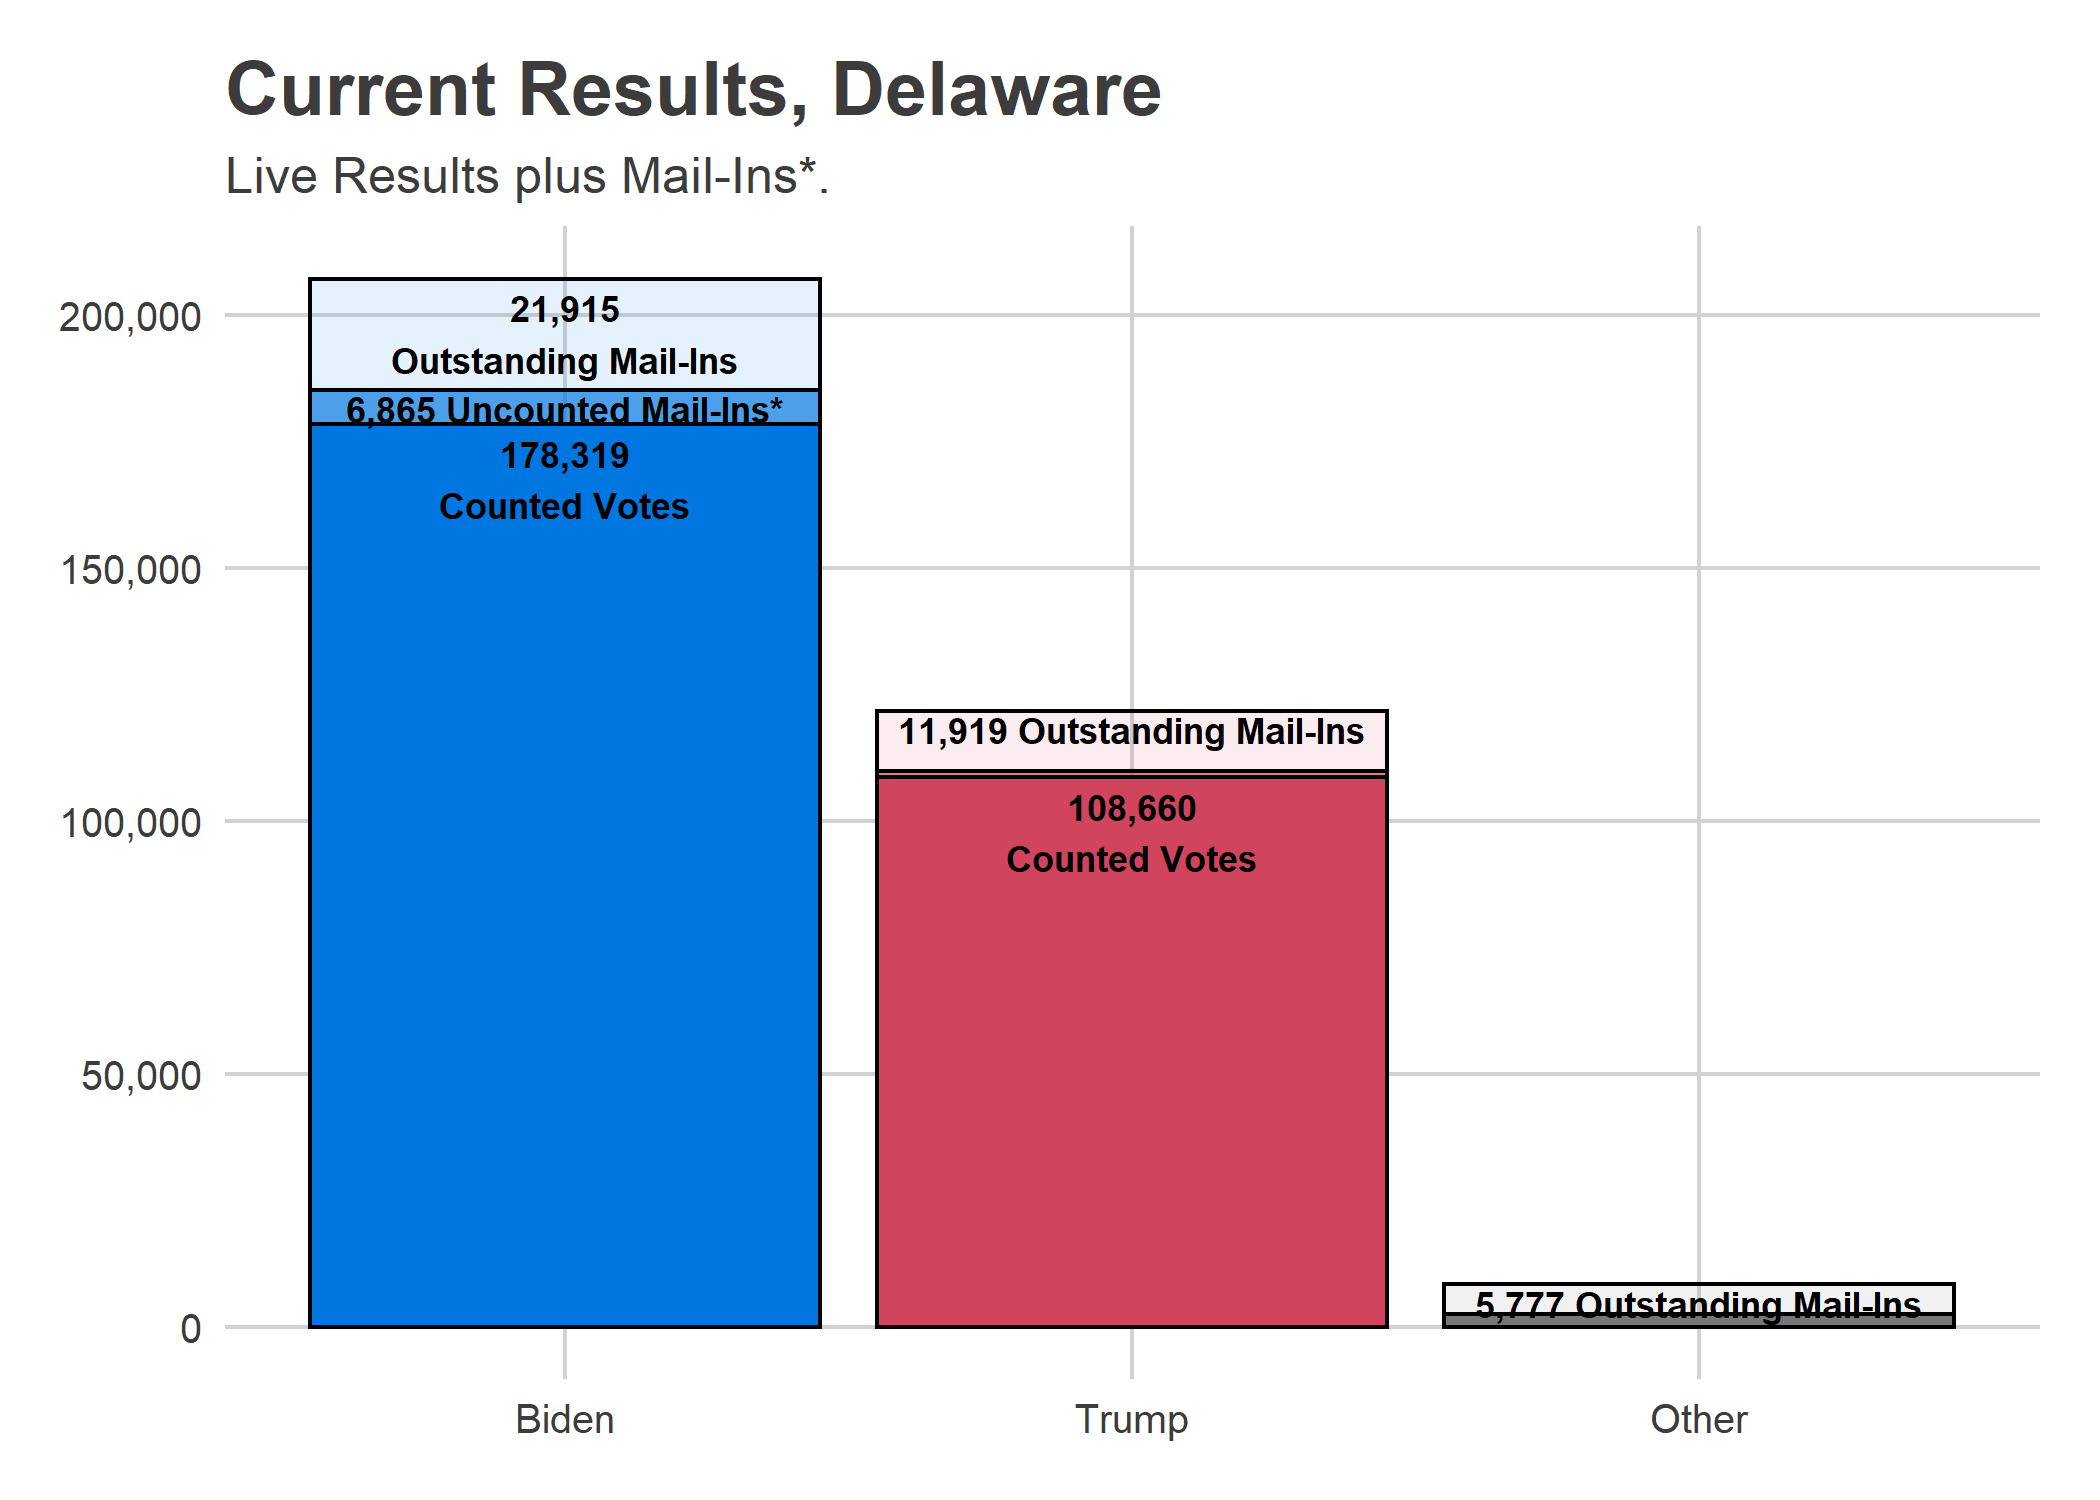 Current Results, Delaware
Live Results plus Mail-Ins*.
200,000
150,000
100,000
50,000
0
21,915
Outstanding Mail-Ins
6,865 Uncounted Mail-Ins*
178,319
Counted Votes
11,919 Outstanding Mail-Ins
108,660
Counted Votes
5,777 Outstanding Mail-Ins
Biden
Trump
Other